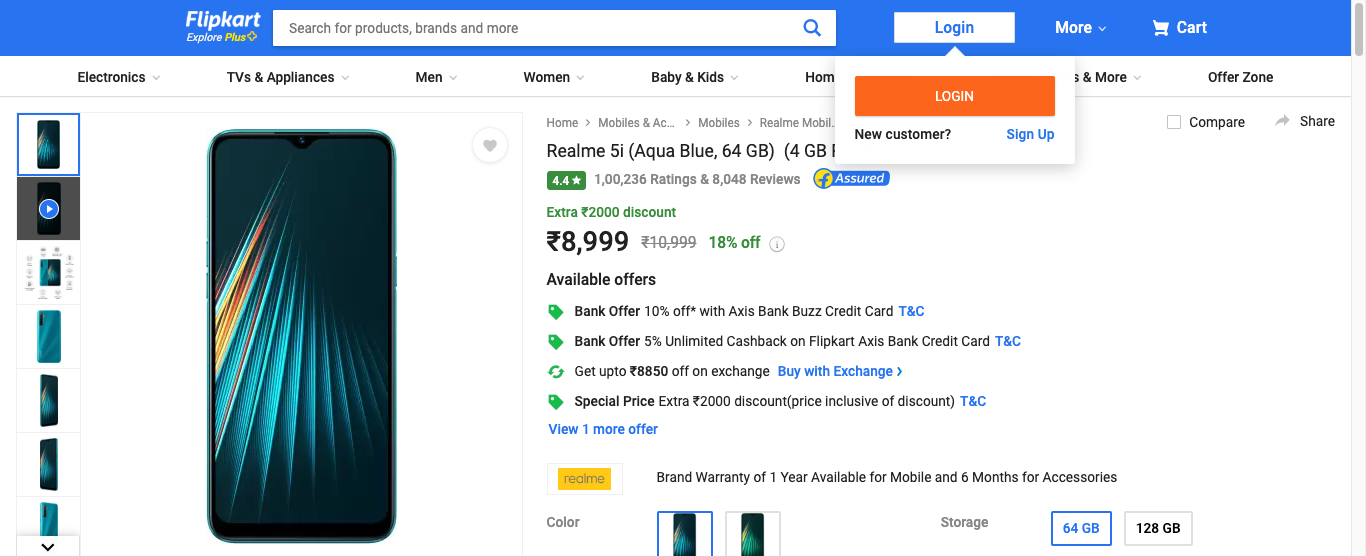 Flipkart
Explore Plus
Search for products, brands and more
Login
More
Cart
Electronics
TVs & Appliances
Men
Women
Baby & Kids
s & More
Offer Zone
LOGIN
New customer? Sign Up
Home > Mobiles & Ac... > Mobiles > Realme Mobil...
Compare
Share
Realme 5i (Aqua Blue, 64 GB) (4 GB
4.4★ 1,00,236 Ratings & 8,048 Reviews Assured
Extra ₹2000 discount
₹8,999 ₹10,999 18% off i
Available offers
Bank Offer 10% off* with Axis Bank Buzz Credit Card T&C
Bank Offer 5% Unlimited Cashback on Flipkart Axis Bank Credit Card T&C
Get upto ₹8850 off on exchange Buy with Exchange >
Special Price Extra ₹2000 discount(price inclusive of discount) T&C
View 1 more offer
realme Brand Warranty of 1 Year Available for Mobile and 6 Months for Accessories
Color
Storage
64 GB
128 GB